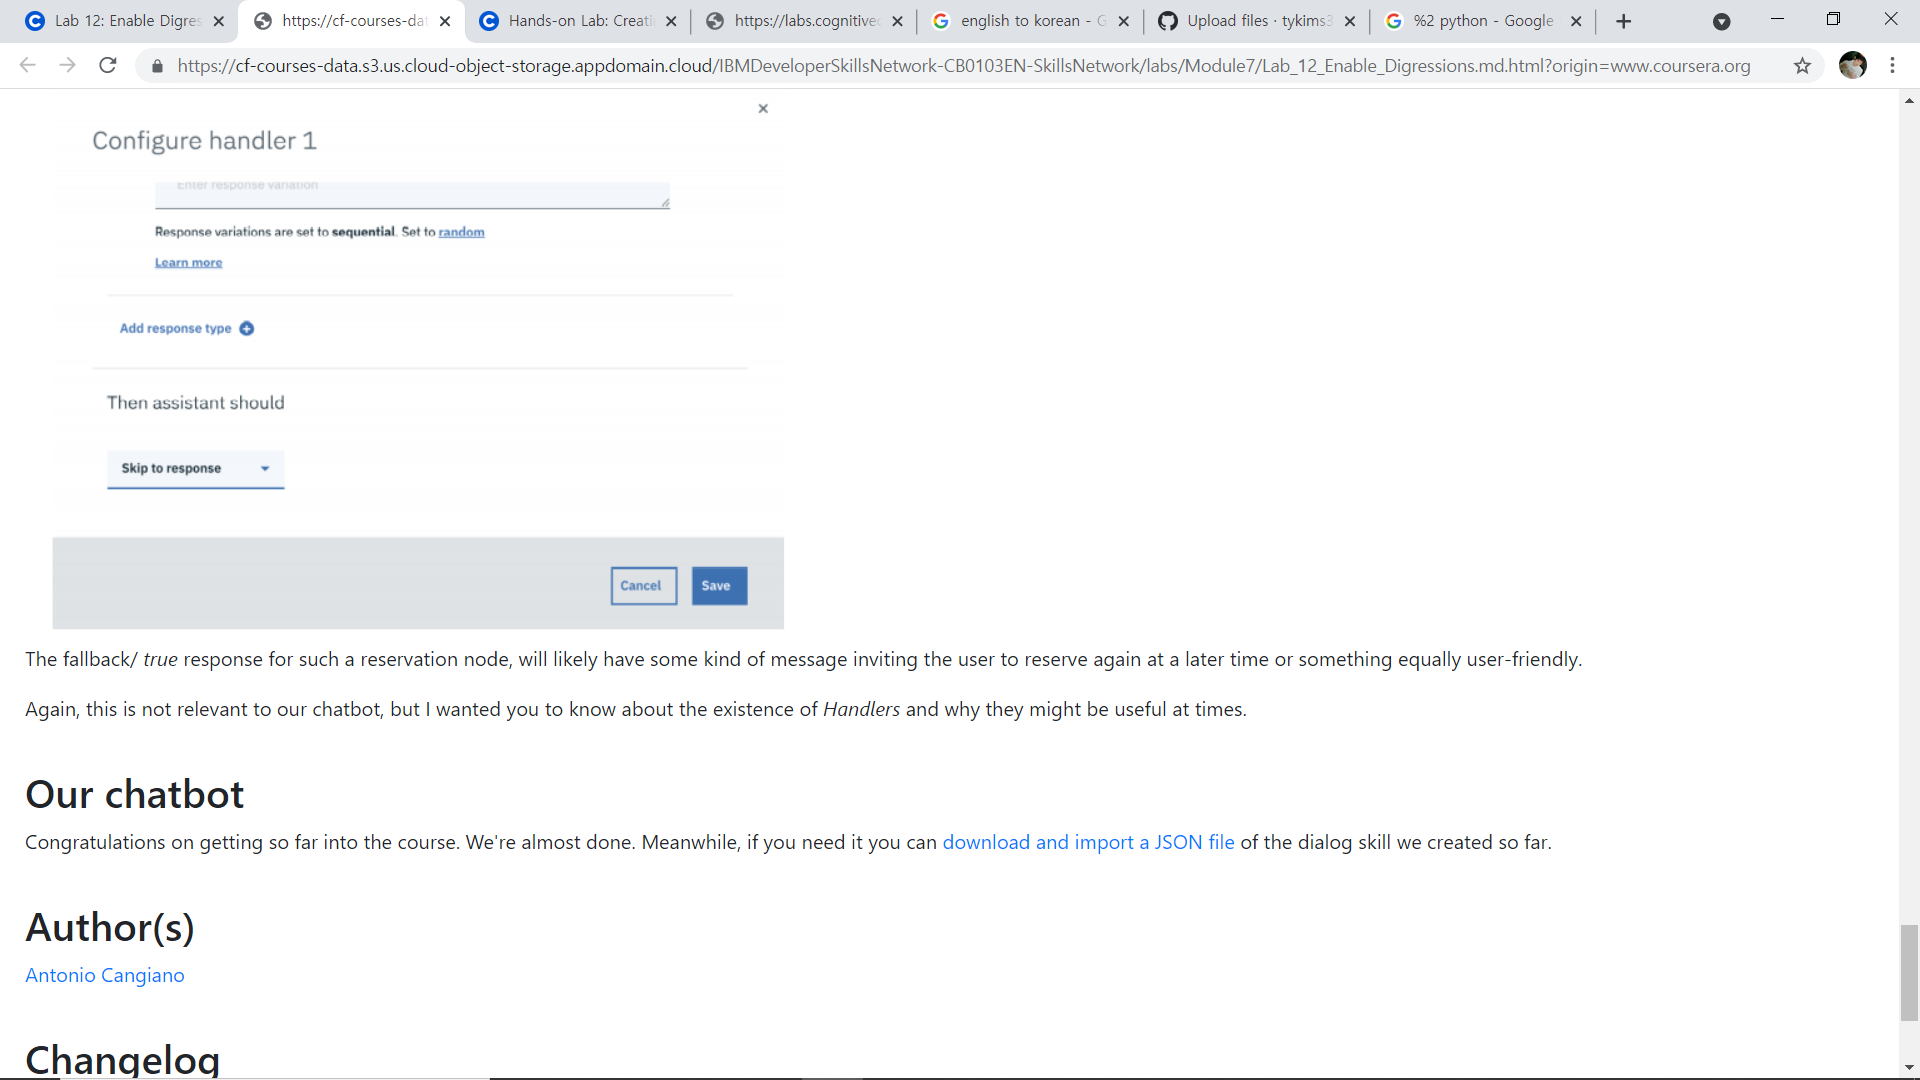 Lab 12: Enable Digres
https://cf-courses-dat
Hands-on Lab: Creati
https://labs.cognitivec
english to korean - G
Upload files · tykims3
%2 python - Google
https://cf-courses-data.s3.us.cloud-object-storage.appdomain.cloud/IBMDeveloperSkillsNetwork-CB0103EN-SkillsNetwork/labs/Module7/Lab_12_Enable_Digressions.md.html?origin=www.coursera.org
Configure handler 1
Enter response variation
Response variations are set to sequential. Set to random
Learn more
Add response type
Then assistant should
Skip to response
Cancel
Save
The fallback/ true response for such a reservation node, will likely have some kind of message inviting the user to reserve again at a later time or something equally user-friendly.
Again, this is not relevant to our chatbot, but I wanted you to know about the existence of Handlers and why they might be useful at times.
Our chatbot
Congratulations on getting so far into the course. We're almost done. Meanwhile, if you need it you can download and import a JSON file of the dialog skill we created so far.
Author(s)
Antonio Cangiano
Changelog